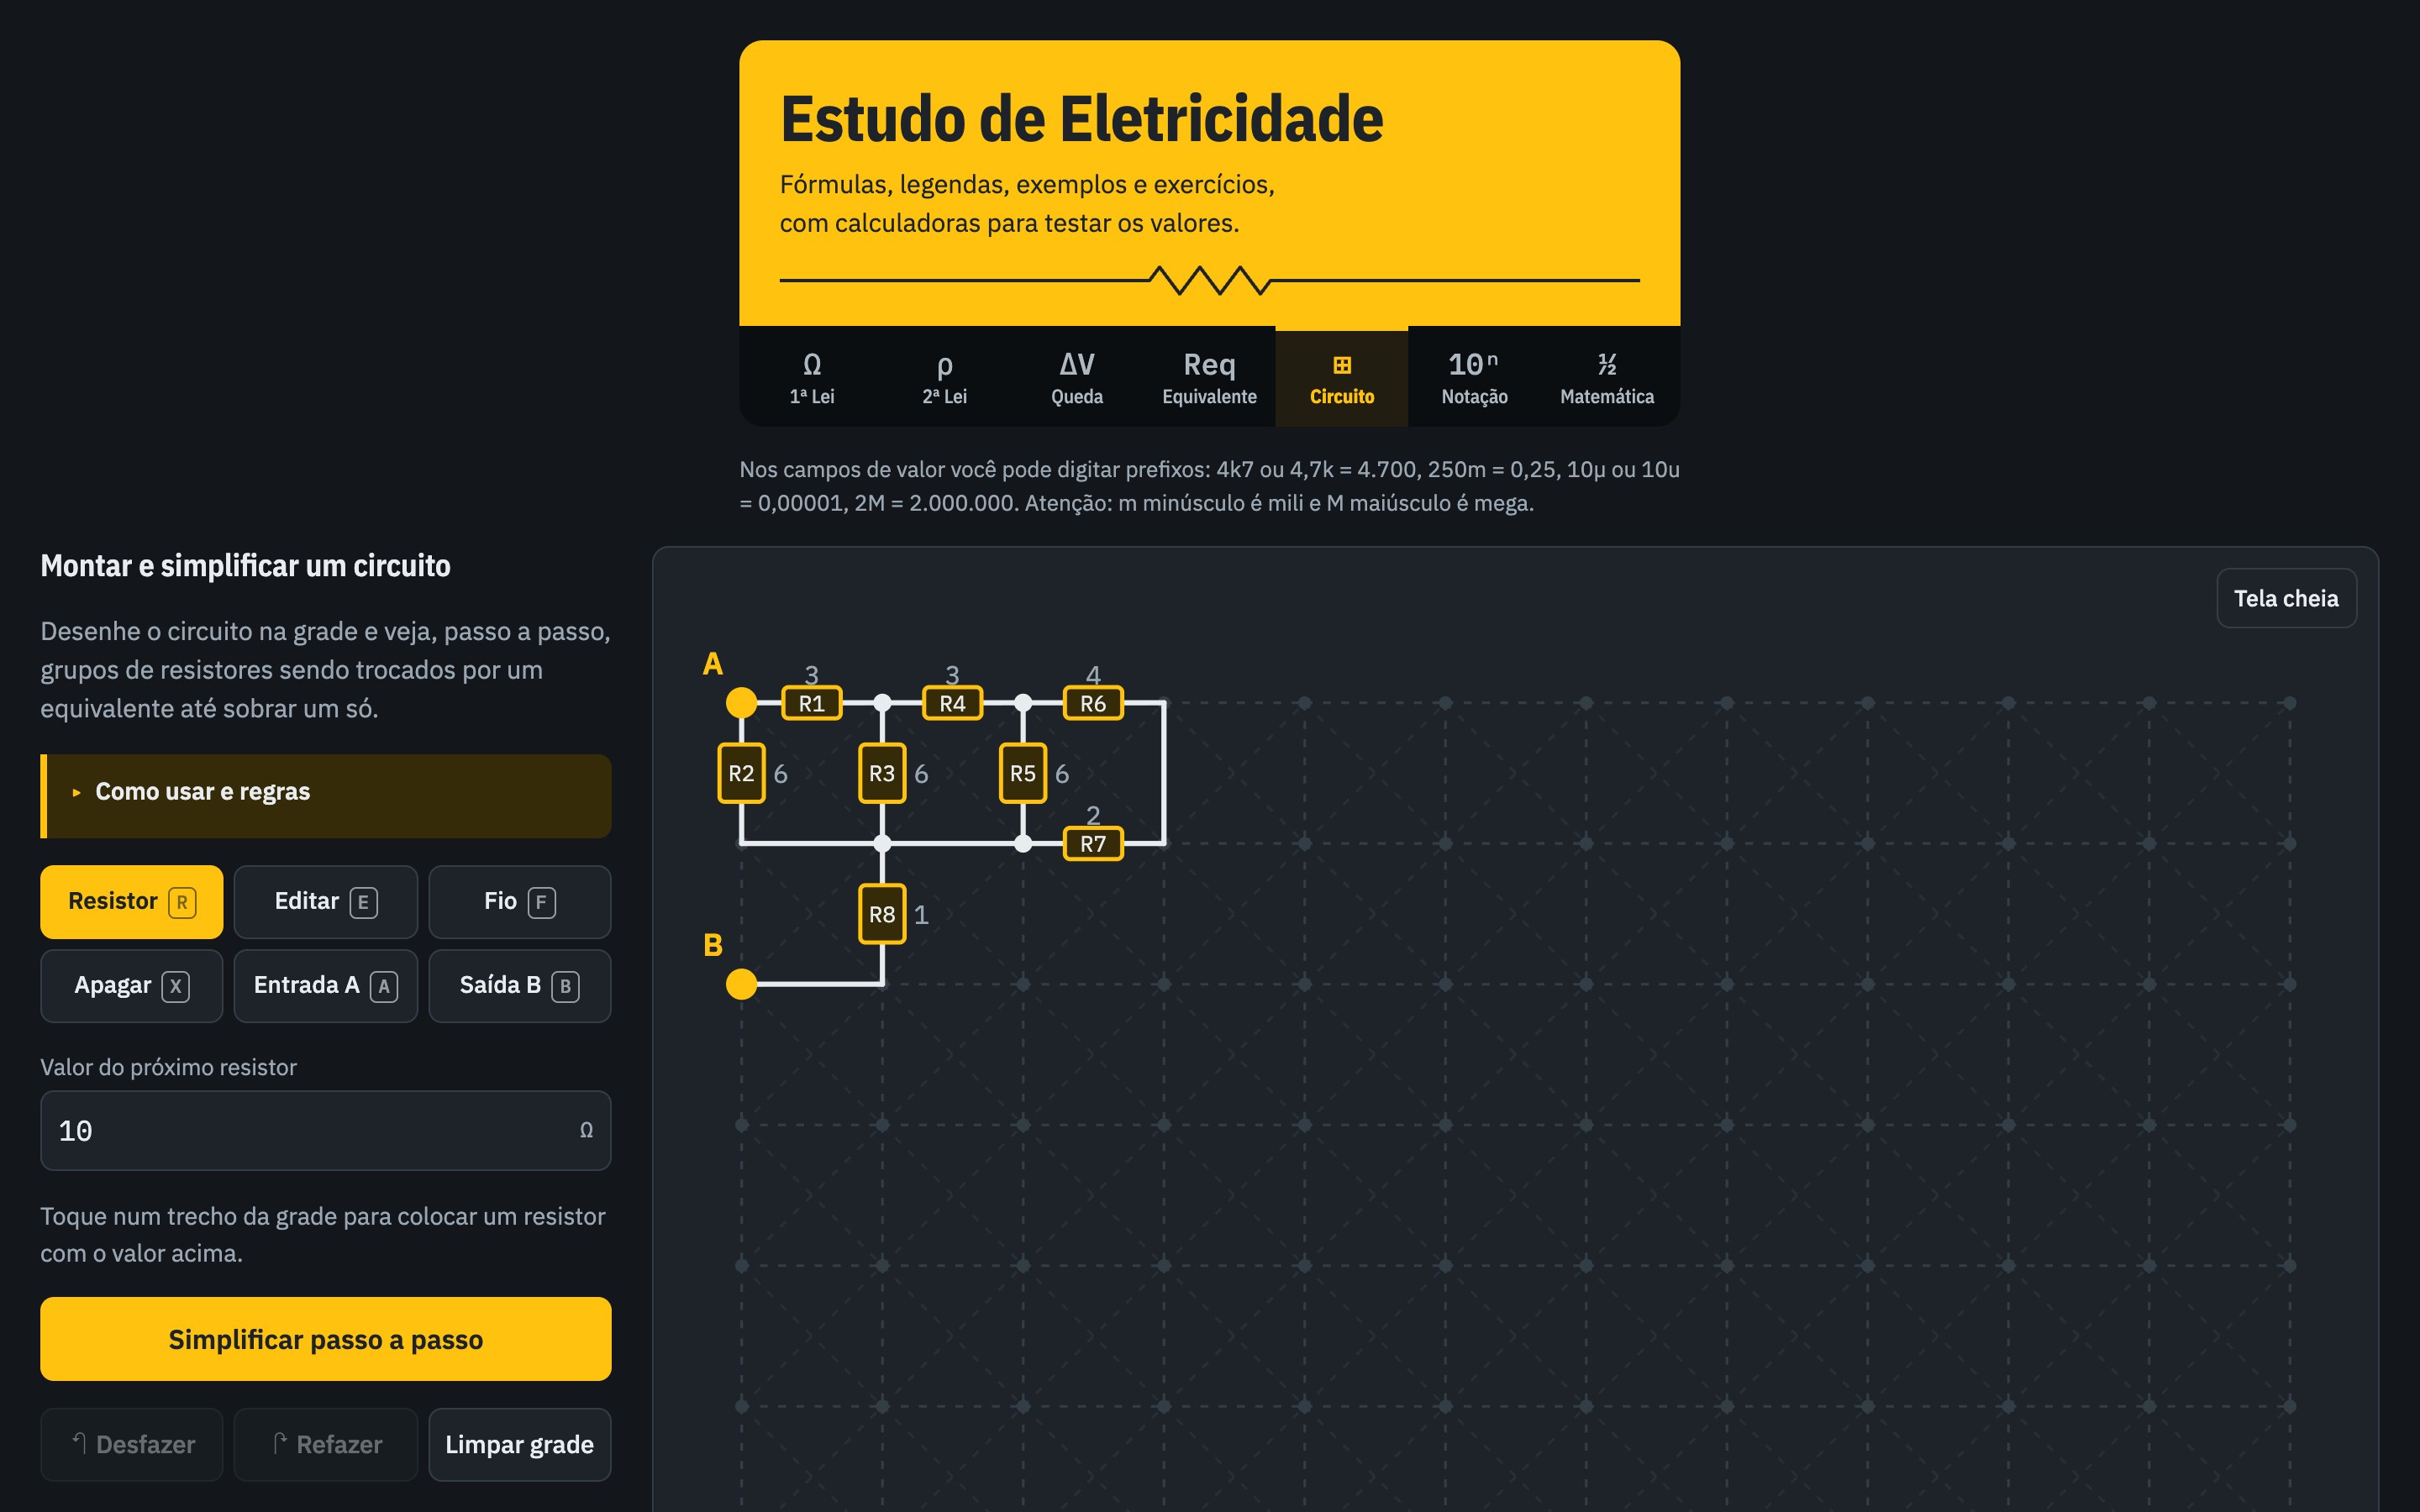 Estudo de Eletricidade
Fórmulas, legendas, exemplos e exercícios,
com calculadoras para testar os valores.
Ω
1ª Lei
ρ
2ª Lei
ΔV
Queda
Req
Equivalente
⊞
Circuito
10ⁿ
Notação
½
Matemática
Nos campos de valor você pode digitar prefixos: 4k7 ou 4,7k = 4.700, 250m = 0,25, 10µ ou 10u
= 0,00001, 2M = 2.000.000. Atenção: m minúsculo é mili e M maiúsculo é mega.
Montar e simplificar um circuito
Desenhe o circuito na grade e veja, passo a passo,
grupos de resistores sendo trocados por um
equivalente até sobrar um só.
▸ Como usar e regras
Resistor R
Editar E
Fio F
Apagar X
Entrada A A
Saída B B
Valor do próximo resistor
10 Ω
Toque num trecho da grade para colocar um resistor
com o valor acima.
Simplificar passo a passo
Desfazer
Refazer
Limpar grade
Tela cheia
A
3 3 4
R1 R4 R6
R2 6 R3 6 R5 6
2
R7
R8 1
B